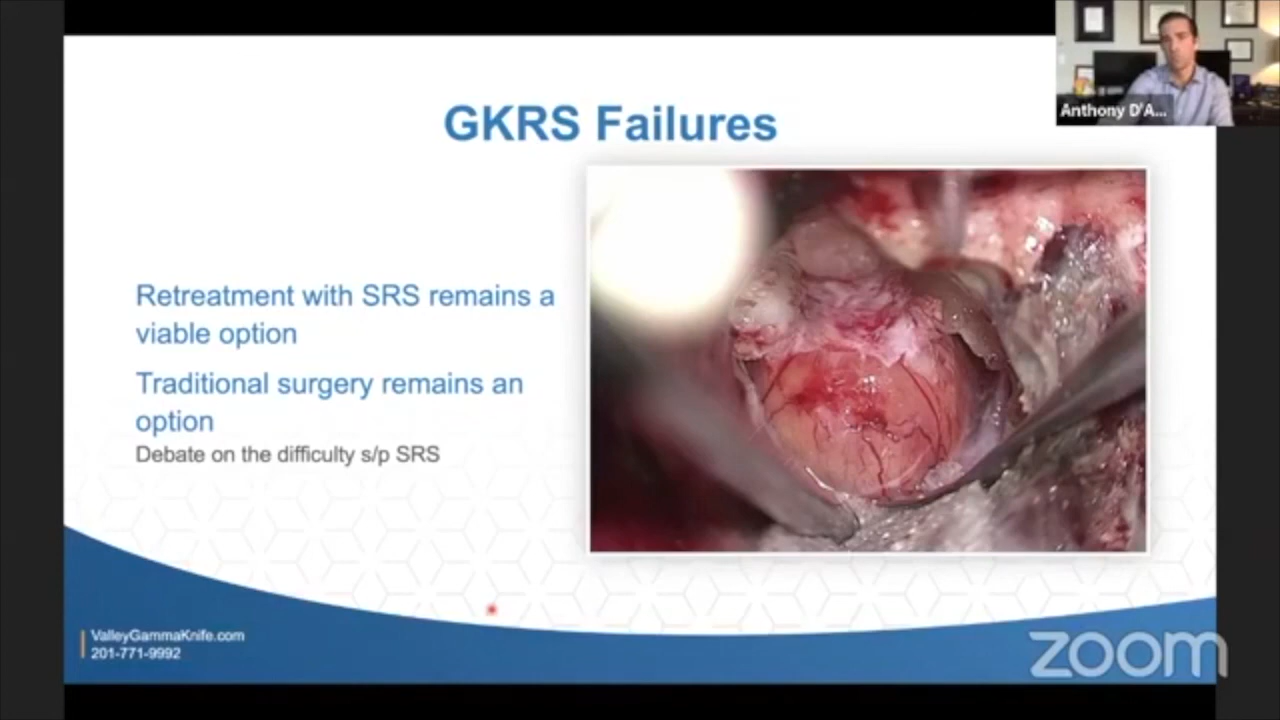 Anthony D'A...
GKRS Failures
Retreatment with SRS remains a
viable option
Traditional surgery remains an
option
Debate on the difficulty s/p SRS
ValleyGammaKnife.com
201-771-9992
zoom